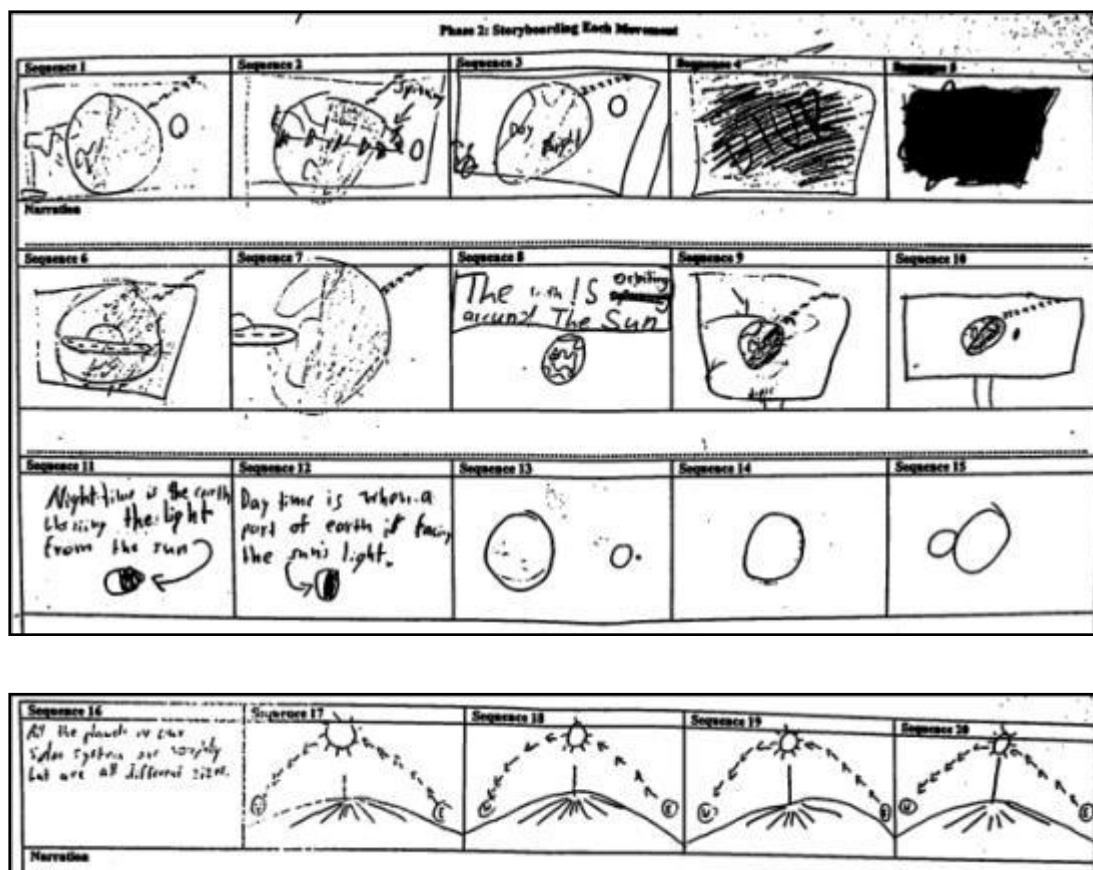 Phase 2: Storyboarding Each Movement
Sequence 1
Sequence 2
Sequence 3
Sequence 4
Sequence 5
Spinning
Day
Night
Narration
Sequence 6
Sequence 7
Sequence 8
Sequence 9
Sequence 10
The earth IS orbiting
around The Sun
Sequence 11
Sequence 12
Sequence 13
Sequence 14
Sequence 15
Night time is the earth
the light
from the sun
Day time is when a
part of earth is facing
the sun's light.
Sequence 16
Sequence 17
Sequence 18
Sequence 19
Sequence 20
All the planets in our
solar system are
but are all different sizes.
W
E
W
E
W
E
Narration